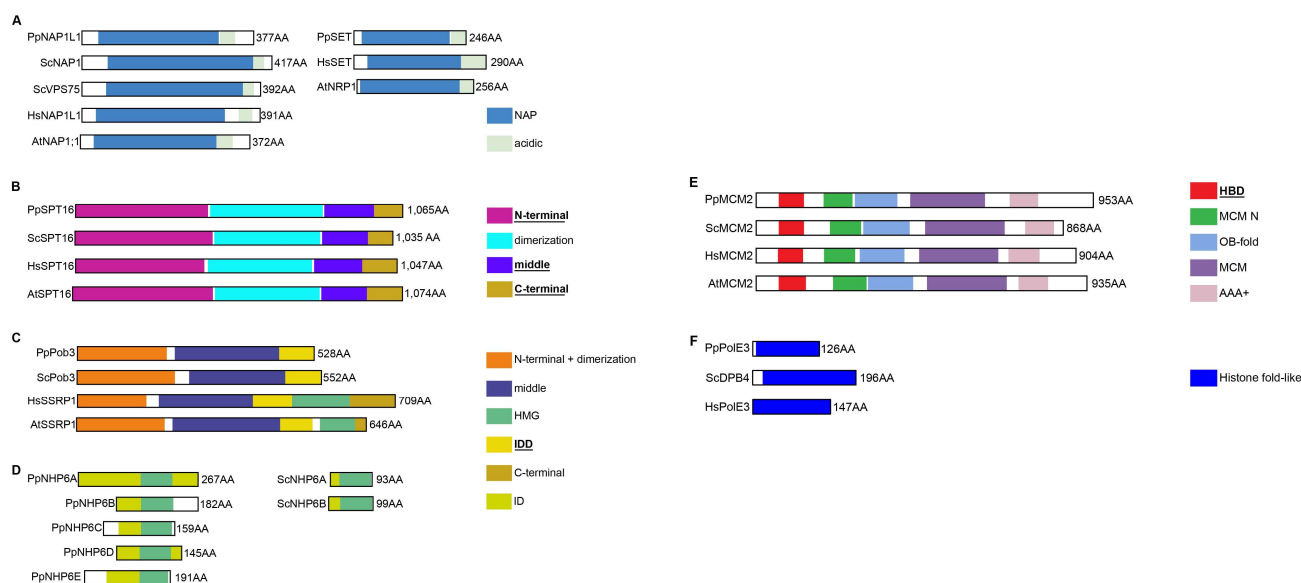 A
PpNAP1L1 377AA
ScNAP1 417AA
ScVPS75 392AA
HsNAP1L1 391AA
AtNAP1;1 372AA
PpSET 246AA
HsSET 290AA
AtNRP1 256AA
NAP
acidic
B
PpSPT16 1,065AA
ScSPT16 1,035 AA
HsSPT16 1,047AA
AtSPT16 1,074AA
N-terminal
dimerization
middle
C-terminal
C
PpPob3 528AA
ScPob3 552AA
HsSSRP1 709AA
AtSSRP1 646AA
N-terminal + dimerization
middle
HMG
IDD
C-terminal
ID
D
PpNHP6A 267AA
PpNHP6B 182AA
PpNHP6C 159AA
PpNHP6D 145AA
PpNHP6E 191AA
ScNHP6A 93AA
ScNHP6B 99AA
E
PpMCM2 953AA
ScMCM2 868AA
HsMCM2 904AA
AtMCM2 935AA
HBD
MCM N
OB-fold
MCM
AAA+
F
PpPolE3 126AA
ScDPB4 196AA
HsPolE3 147AA
Histone fold-like